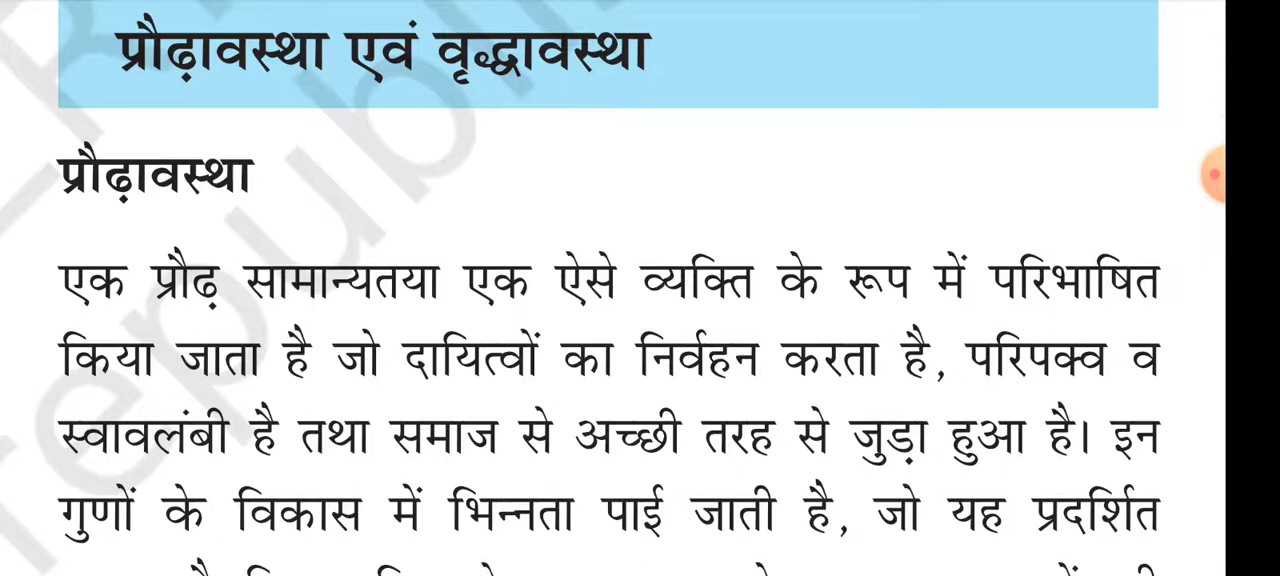 प्रौढ़ावस्था एवं वृद्धावस्था
प्रौढ़ावस्था
एक प्रौढ़ सामान्यतया एक ऐसे व्यक्ति के रूप में परिभाषित
किया जाता है जो दायित्वों का निर्वहन करता है, परिपक्व व
स्वावलंबी है तथा समाज से अच्छी तरह से जुड़ा हुआ है। इन
गुणों के विकास में भिन्नता पाई जाती है, जो यह प्रदर्शित